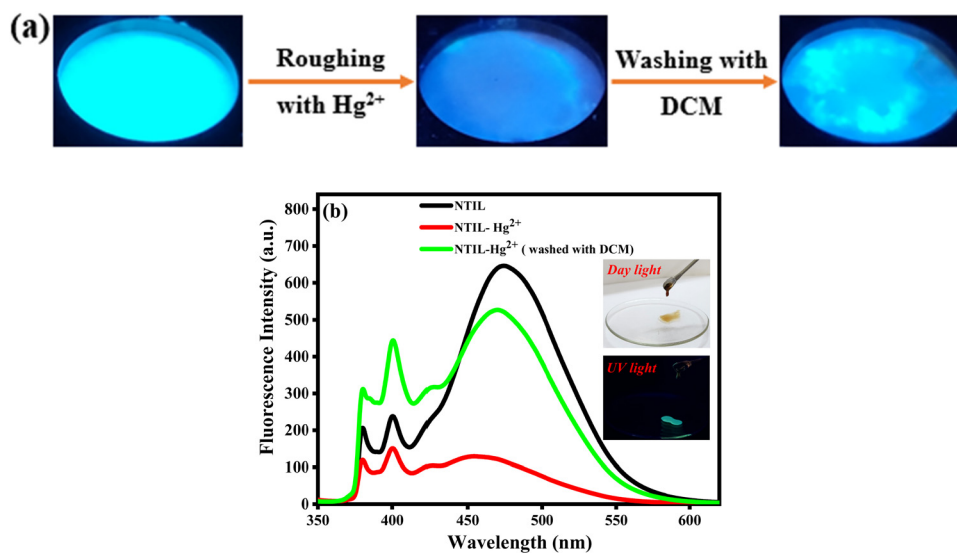 (a)
Roughing
with Hg²⁺
Washing with
DCM
(b)
NTIL
NTIL- Hg²⁺
NTIL-Hg²⁺ ( washed with DCM)
Day light
UV light
Fluorescence Intensity (a.u.)
800
700
600
500
400
300
200
100
0
350 400 450 500 550 600
Wavelength (nm)